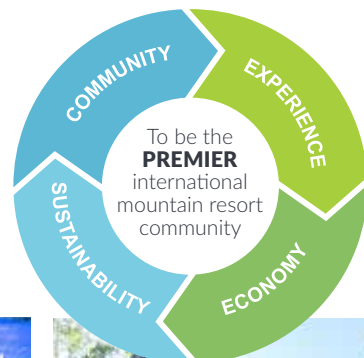 COMMUNITY
EXPERIENCE
To be the
PREMIER
international
mountain resort
community
SUSTAINABILITY
ECONOMY